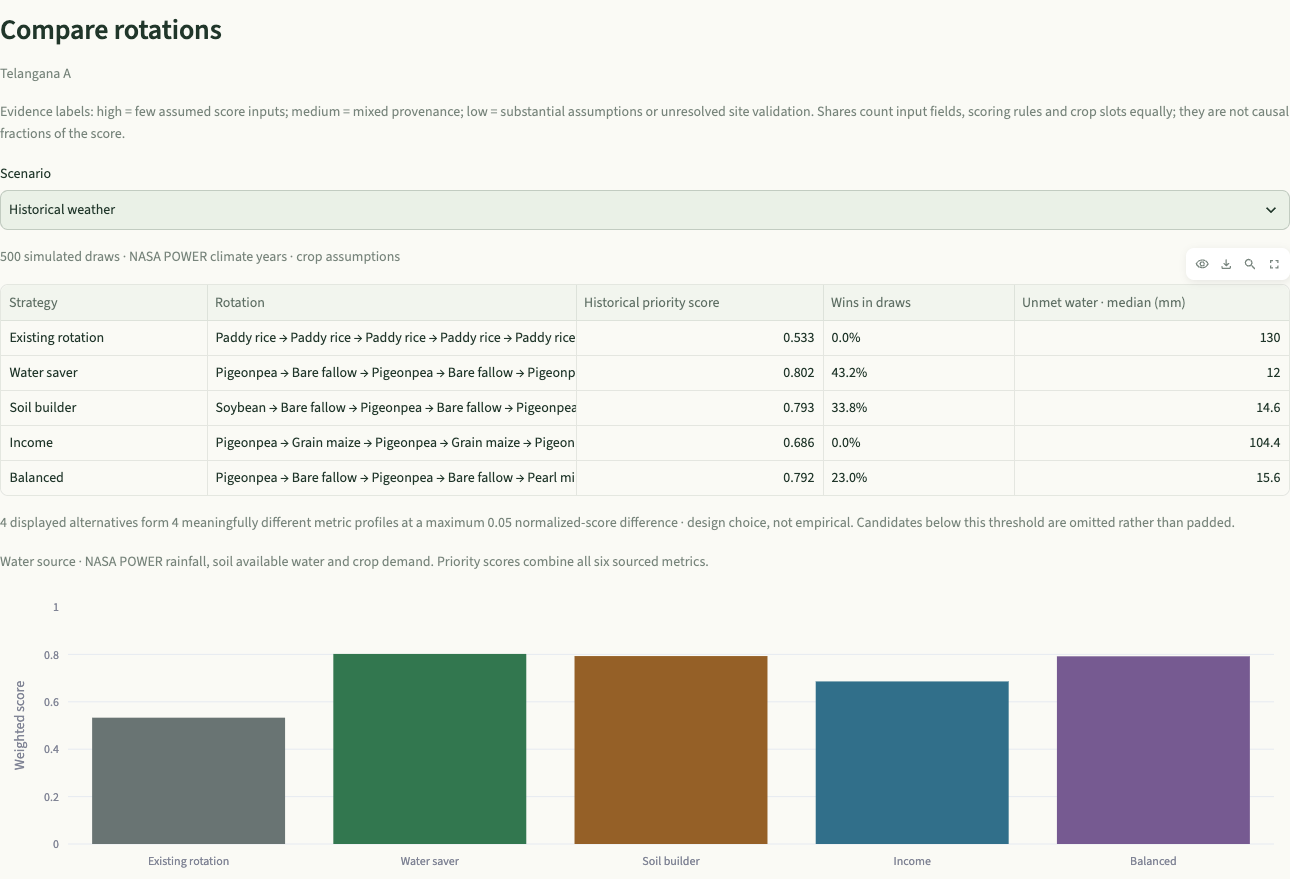 Compare rotations
Telangana A
Evidence labels: high = few assumed score inputs; medium = mixed provenance; low = substantial assumptions or unresolved site validation. Shares count input fields, scoring rules and crop slots equally; they are not causal
fractions of the score.
Scenario
Historical weather
500 simulated draws · NASA POWER climate years · crop assumptions
Strategy Rotation Historical priority score Wins in draws Unmet water · median (mm)
Existing rotation Paddy rice → Paddy rice → Paddy rice → Paddy rice → Paddy rice 0.533 0.0% 130
Water saver Pigeonpea → Bare fallow → Pigeonpea → Bare fallow → Pigeonp 0.802 43.2% 12
Soil builder Soybean → Bare fallow → Pigeonpea → Bare fallow → Pigeonpea 0.793 33.8% 14.6
Income Pigeonpea → Grain maize → Pigeonpea → Grain maize → Pigeon 0.686 0.0% 104.4
Balanced Pigeonpea → Bare fallow → Pigeonpea → Bare fallow → Pearl mi 0.792 23.0% 15.6
4 displayed alternatives form 4 meaningfully different metric profiles at a maximum 0.05 normalized-score difference · design choice, not empirical. Candidates below this threshold are omitted rather than padded.
Water source · NASA POWER rainfall, soil available water and crop demand. Priority scores combine all six sourced metrics.
1
0.8
0.6
0.4
0.2
0
Weighted score
Existing rotation Water saver Soil builder Income Balanced